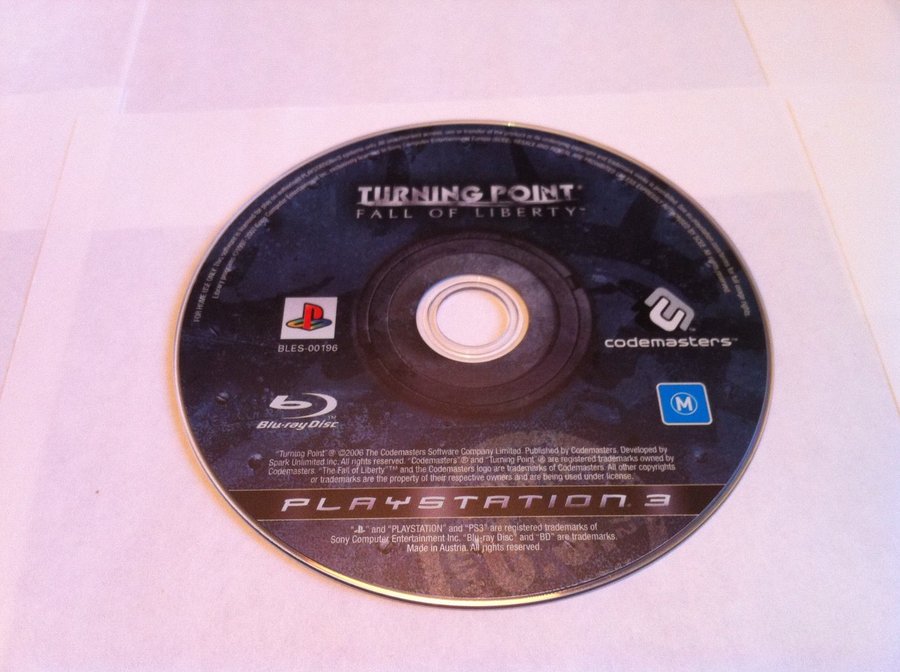 TURNING POINT®
FALL OF LIBERTY™
BLES-00196
codemasters™
Blu-ray Disc™
M
"Turning Point"® ©2006 The Codemasters Software Company Limited. Published by Codemasters. Developed by
Spark Unlimited Inc. All rights reserved. "Codemasters"® and "Turning Point"® are registered trademarks owned by
Codemasters. "The Fall of Liberty"™ and the Codemasters logo are trademarks of Codemasters. All other copyrights
or trademarks are the property of their respective owners and are being used under license.
PLAYSTATION®3
" " and "PLAYSTATION" and "PS3" are registered trademarks of
Sony Computer Entertainment Inc. "Blu-ray Disc" and "BD" are trademarks.
Made in Austria. All rights reserved.